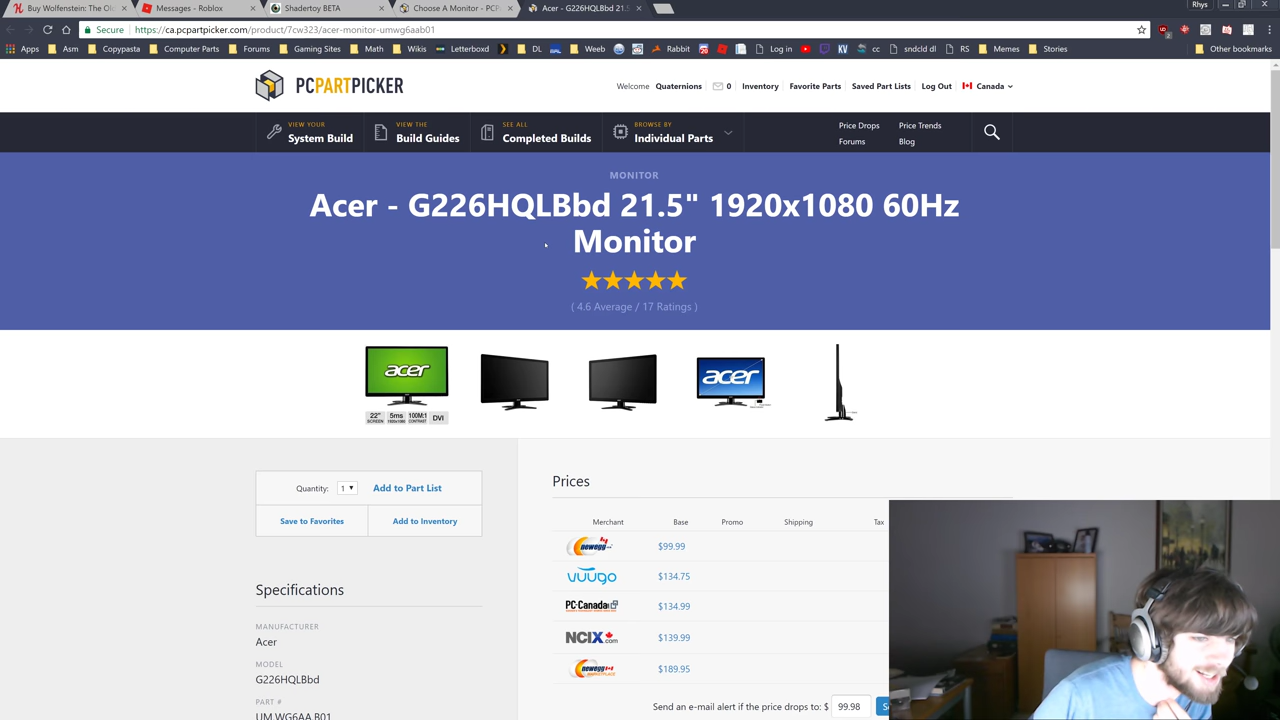 Buy Wolfenstein: The Ol
Messages - Roblox
Shadertoy BETA
Choose A Monitor - PCP
Acer - G226HQLBbd 21.5
Rhys
Secure
https://ca.pcpartpicker.com/product/7cw323/acer-monitor-umwg6aab01
Apps Asm Copypasta Computer Parts Forums Gaming Sites Math Wikis Letterboxd DL Weeb Rabbit Log in KV cc sndcld dl RS Memes Stories Other bookmarks
PCPARTPICKER
Welcome Quaternions 0 Inventory Favorite Parts Saved Part Lists Log Out Canada
VIEW YOUR
System Build
VIEW THE
Build Guides
SEE ALL
Completed Builds
BROWSE BY
Individual Parts
Price Drops Price Trends
Forums Blog
MONITOR
Acer - G226HQLBbd 21.5" 1920x1080 60Hz
Monitor
( 4.6 Average / 17 Ratings )
acer
22" 5ms 100M:1 DVI
SCREEN 1920x1080 CONTRAST
acer
Quantity: 1 Add to Part List
Save to Favorites Add to Inventory
Specifications
MANUFACTURER
Acer
MODEL
G226HQLBbd
PART #
UM.WG6AA.B01
Prices
Merchant Base Promo Shipping Tax
newegg $99.99
vuugo $134.75
PC-Canada $134.99
NCIX.com $139.99
newegg $189.95
Send an e-mail alert if the price drops to: $ 99.98